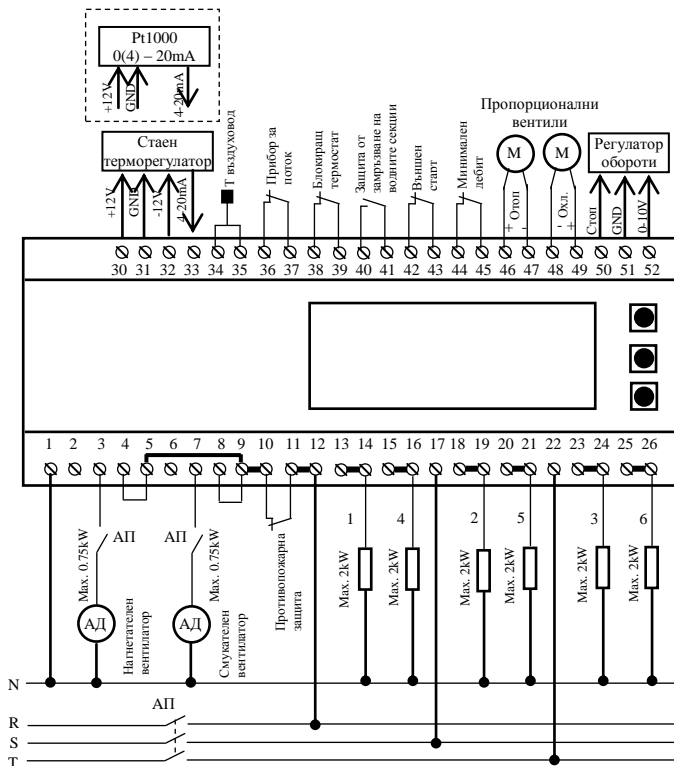 Pt1000
0(4) – 20mA
+12V
GND
4-20mA
Стаен
терморегулатор
+12V
GND
-12V
4-20mA
Т въздуховод
Прибор за
поток
Блокиращ
термостат
Защита от
замръзване на
водните секции
Външен
старт
Минимален
дебит
Пропорционални
вентили
М
М
+ Отоп -
- Охл. +
Регулатор
обороти
Стоп
GND
0-10V
30 31 32 33 34 35 36 37 38 39 40 41 42 43 44 45 46 47 48 49 50 51 52
1 2 3 4 5 6 7 8 9 10 11 12 13 14 15 16 17 18 19 20 21 22 23 24 25 26
Max. 0.75kW
АП
АД
Нагнетателен
вентилатор
АП
Max. 0.75kW
АД
Смукателен
вентилатор
Противопожарна
защита
1
Max. 2kW
4
Max. 2kW
2
Max. 2kW
5
Max. 2kW
3
Max. 2kW
6
Max. 2kW
N
АП
R
S
T